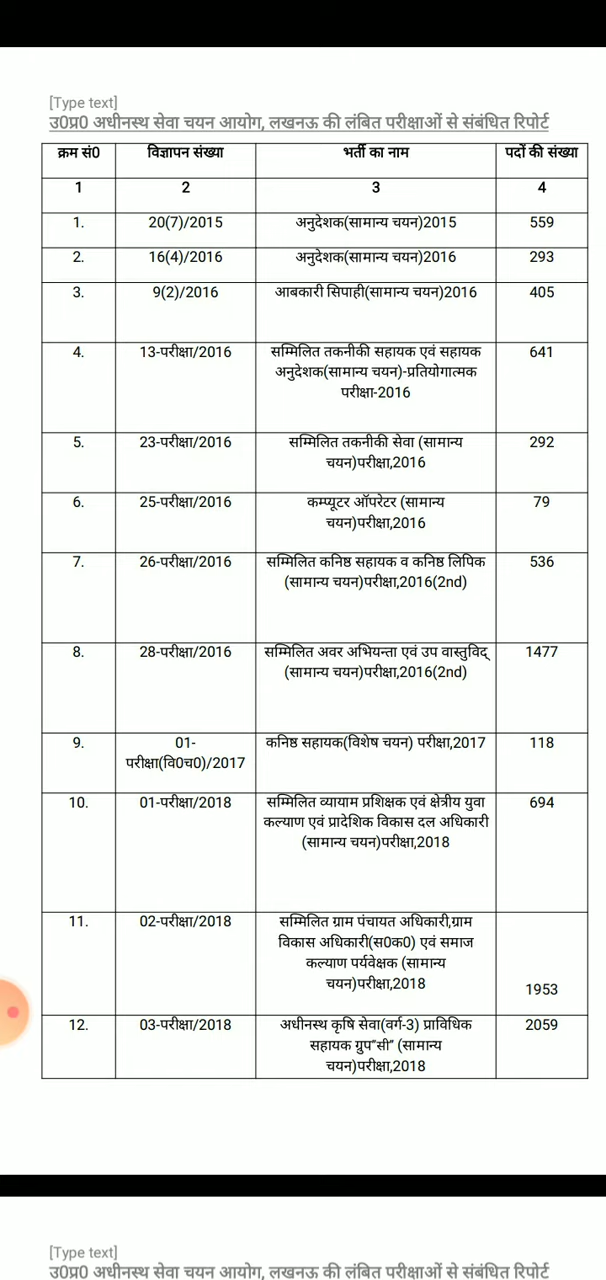 [Type text]
उ0प्र0 अधीनस्थ सेवा चयन आयोग, लखनऊ की लंबित परीक्षाओं से संबंधित रिपोर्ट
क्रम सं0 विज्ञापन संख्या भर्ती का नाम पदों की संख्या
1 2 3 4
1. 20(7)/2015 अनुदेशक(सामान्य चयन)2015 559
2. 16(4)/2016 अनुदेशक(सामान्य चयन)2016 293
3. 9(2)/2016 आबकारी सिपाही(सामान्य चयन)2016 405
4. 13-परीक्षा/2016 सम्मिलित तकनीकी सहायक एवं सहायक 641
अनुदेशक(सामान्य चयन)-प्रतियोगात्मक
परीक्षा-2016
5. 23-परीक्षा/2016 सम्मिलित तकनीकी सेवा (सामान्य 292
चयन)परीक्षा,2016
6. 25-परीक्षा/2016 कम्प्यूटर ऑपरेटर (सामान्य 79
चयन)परीक्षा,2016
7. 26-परीक्षा/2016 सम्मिलित कनिष्ठ सहायक व कनिष्ठ लिपिक 536
(सामान्य चयन)परीक्षा,2016(2nd)
8. 28-परीक्षा/2016 सम्मिलित अवर अभियन्ता एवं उप वास्तुविद् 1477
(सामान्य चयन)परीक्षा,2016(2nd)
9. 01- कनिष्ठ सहायक(विशेष चयन) परीक्षा,2017 118
परीक्षा(वि0च0)/2017
10. 01-परीक्षा/2018 सम्मिलित व्यायाम प्रशिक्षक एवं क्षेत्रीय युवा 694
कल्याण एवं प्रादेशिक विकास दल अधिकारी
(सामान्य चयन)परीक्षा,2018
11. 02-परीक्षा/2018 सम्मिलित ग्राम पंचायत अधिकारी,ग्राम
विकास अधिकारी(स0क0) एवं समाज
कल्याण पर्यवेक्षक (सामान्य
चयन)परीक्षा,2018 1953
12. 03-परीक्षा/2018 अधीनस्थ कृषि सेवा(वर्ग-3) प्राविधिक 2059
सहायक ग्रुप"सी" (सामान्य
चयन)परीक्षा,2018
[Type text]
उ0प्र0 अधीनस्थ सेवा चयन आयोग, लखनऊ की लंबित परीक्षाओं से संबंधित रिपोर्ट